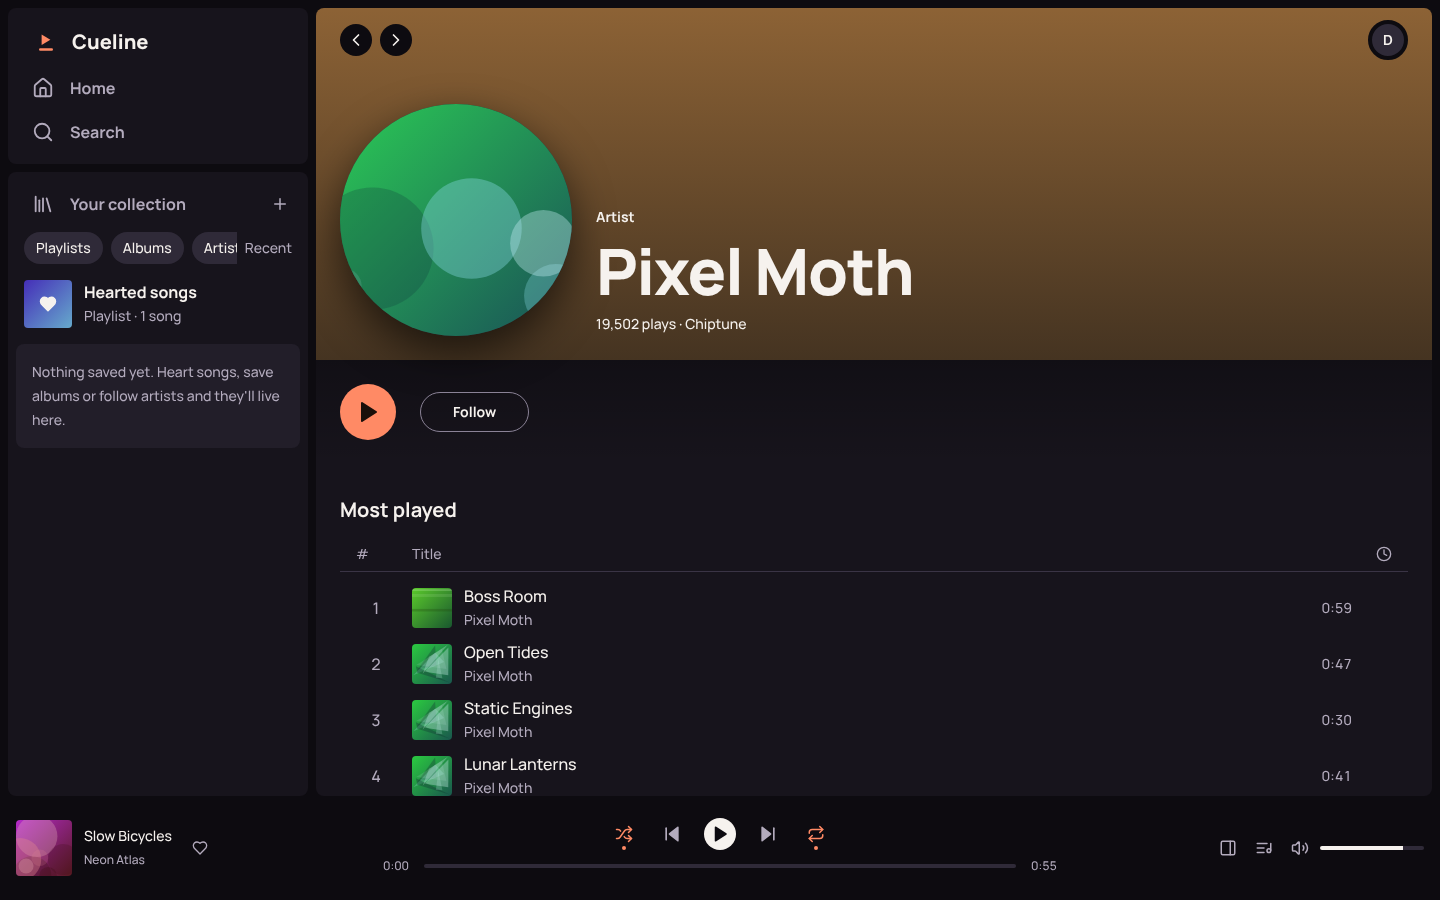 Cueline
Home
Search
Your collection
Playlists
Albums
Artist
Recent
Hearted songs
Playlist · 1 song
Nothing saved yet. Heart songs, save
albums or follow artists and they'll live
here.
D
Artist
Pixel Moth
19,502 plays · Chiptune
Follow
Most played
# Title
1 Boss Room 0:59
Pixel Moth
2 Open Tides 0:47
Pixel Moth
3 Static Engines 0:30
Pixel Moth
4 Lunar Lanterns 0:41
Pixel Moth
Slow Bicycles
Neon Atlas
0:00
0:55